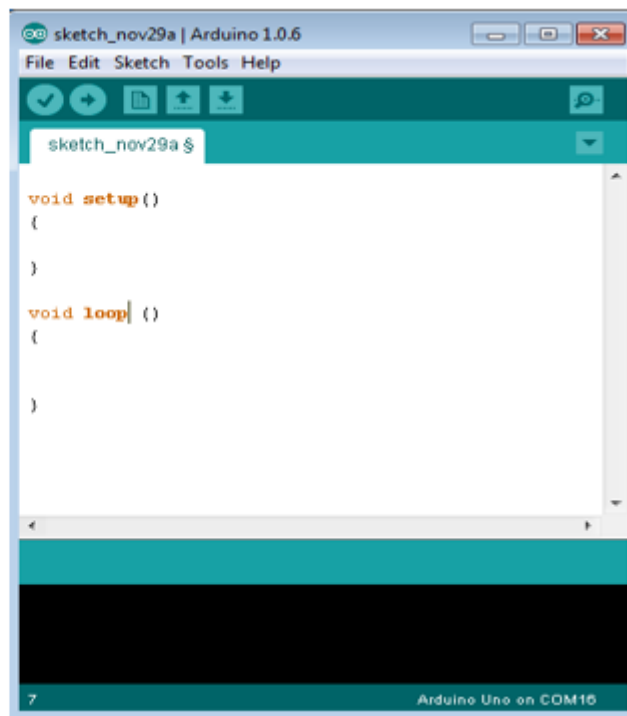 sketch_nov29a | Arduino 1.0.6
File Edit Sketch Tools Help
sketch_nov29a §
void setup()
{
}
void loop ()
{
}
7 Arduino Uno on COM16